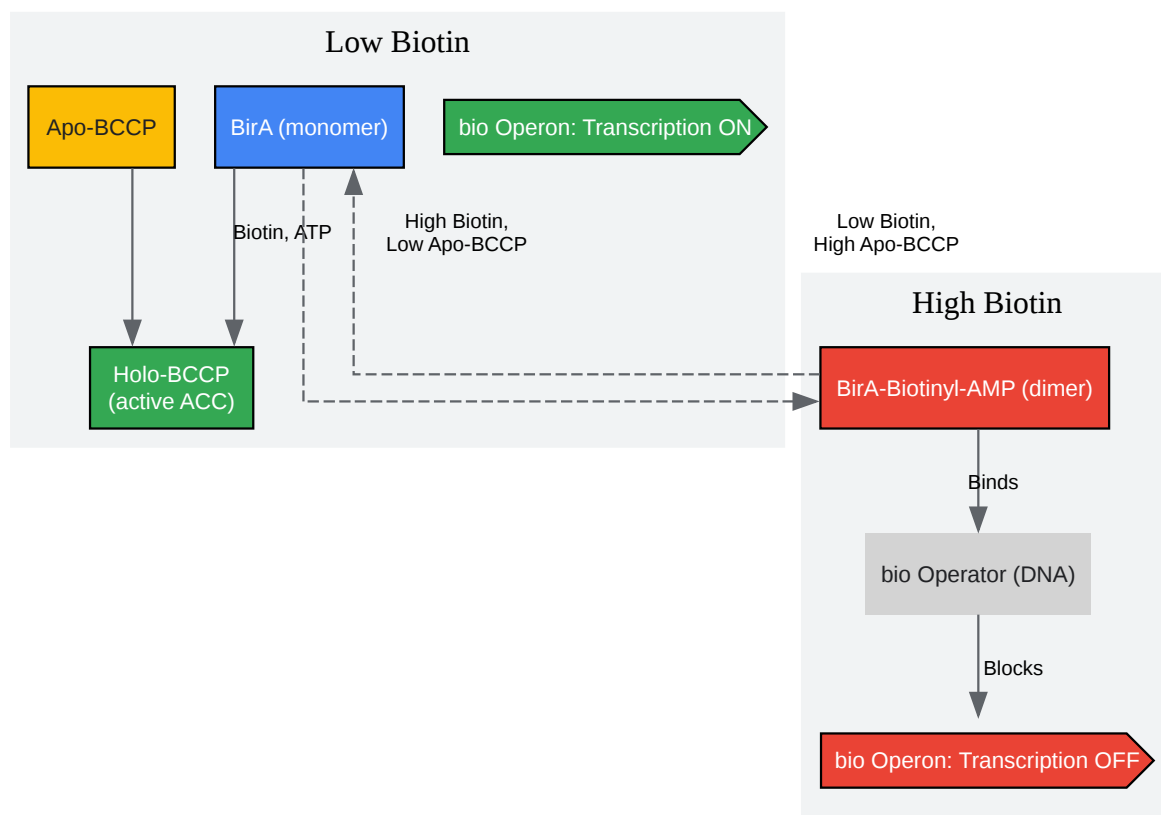 Low Biotin
Apo-BCCP
BirA (monomer)
bio Operon: Transcription ON
Biotin, ATP
High Biotin,
Low Apo-BCCP
Low Biotin,
High Apo-BCCP
Holo-BCCP
(active ACC)
High Biotin
BirA-Biotinyl-AMP (dimer)
Binds
bio Operator (DNA)
Blocks
bio Operon: Transcription OFF